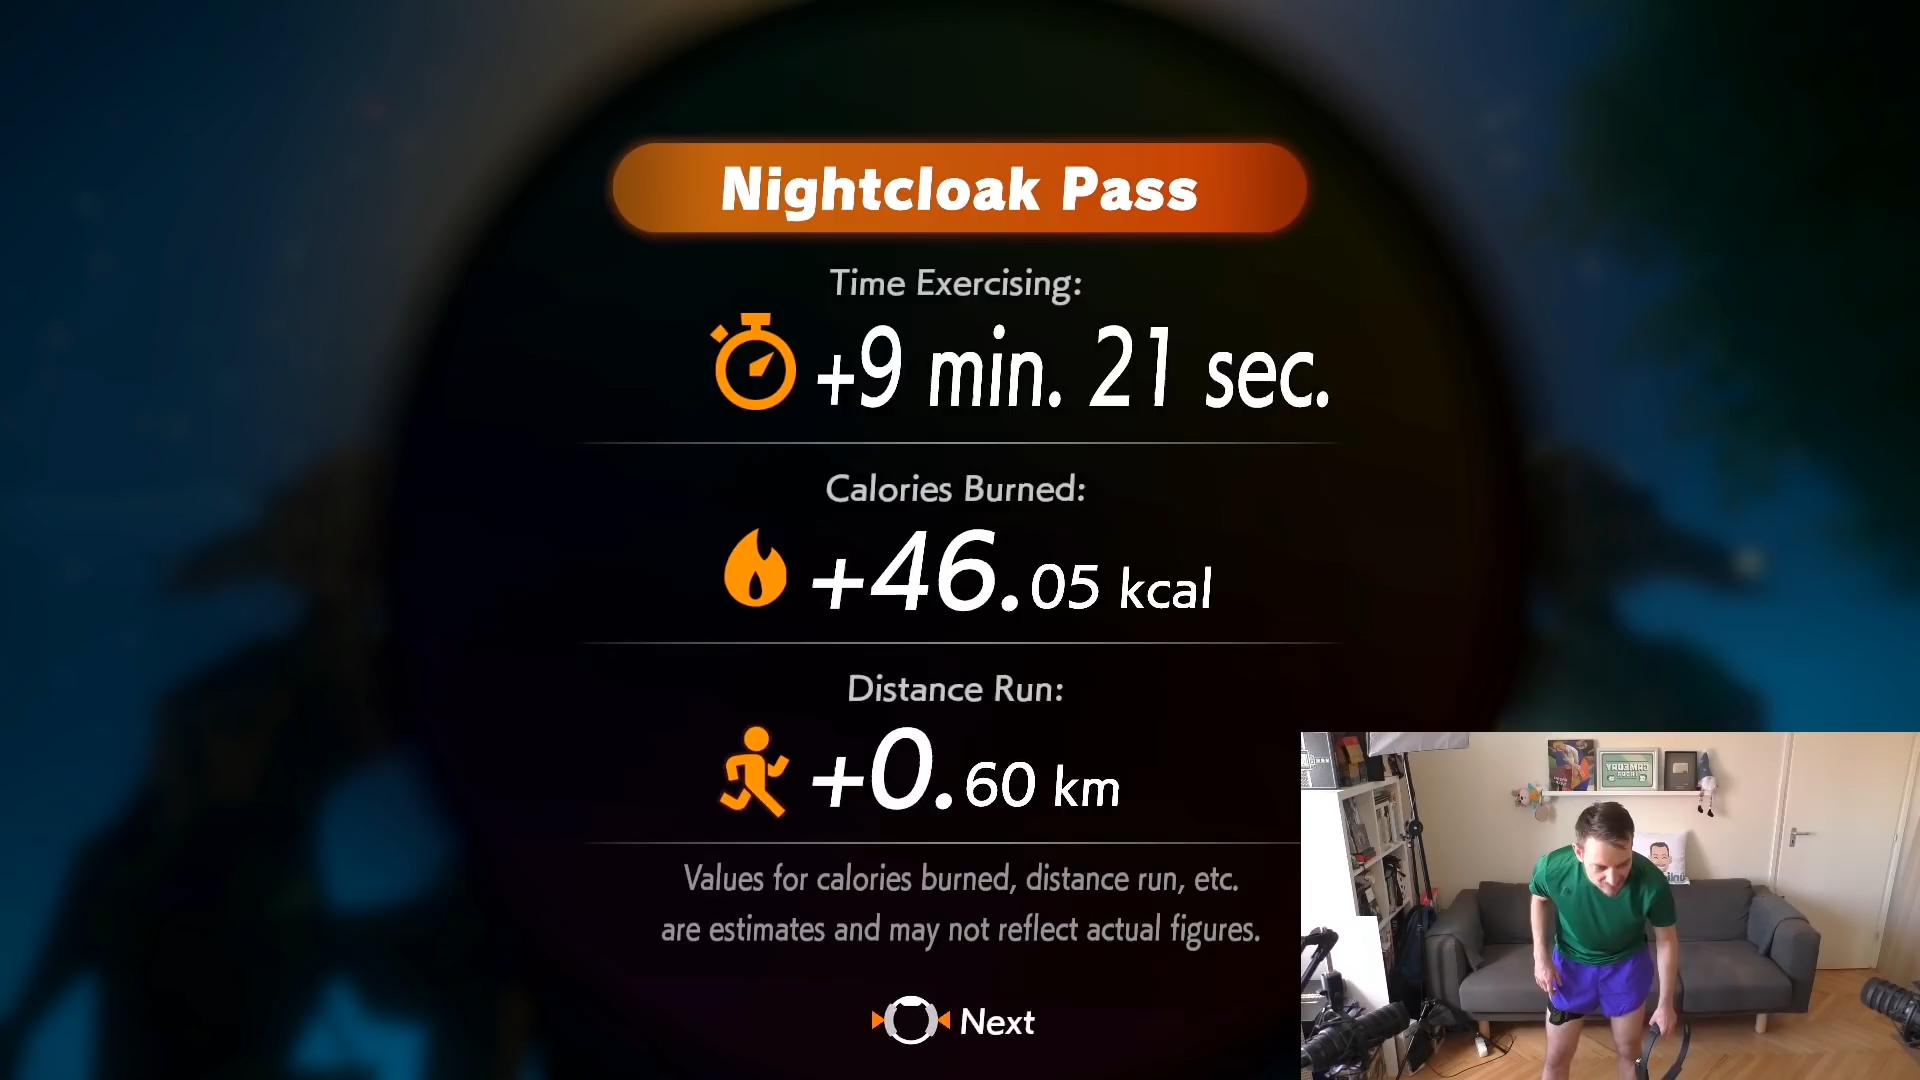 Nightcloak Pass
Time Exercising:
+9 min. 21 sec.
Calories Burned:
+46.05 kcal
Distance Run:
+0.60 km
Values for calories burned, distance run, etc.
are estimates and may not reflect actual figures.
Next